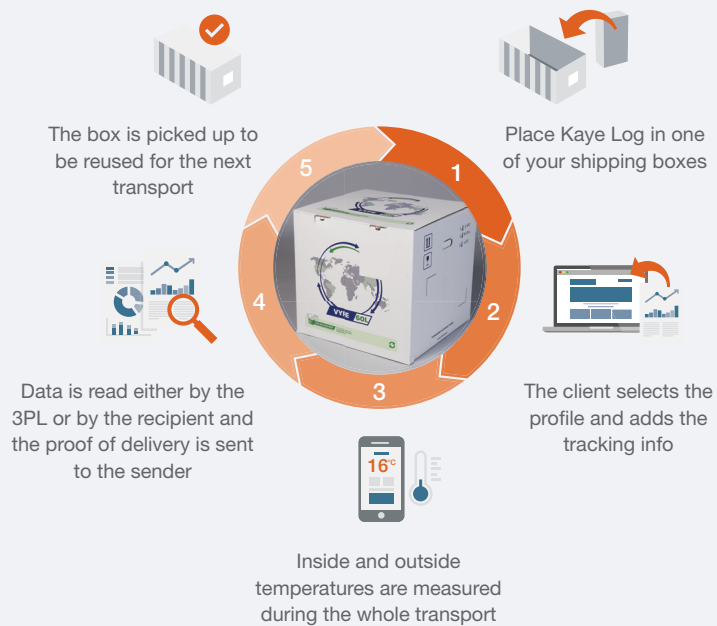 The box is picked up to
be reused for the next
transport
Place Kaye Log in one
of your shipping boxes
5
1
4
2
3
VYTE
60L
Data is read either by the
3PL or by the recipient and
the proof of delivery is sent
to the sender
The client selects the
profile and adds the
tracking info
16°C
Inside and outside
temperatures are measured
during the whole transport